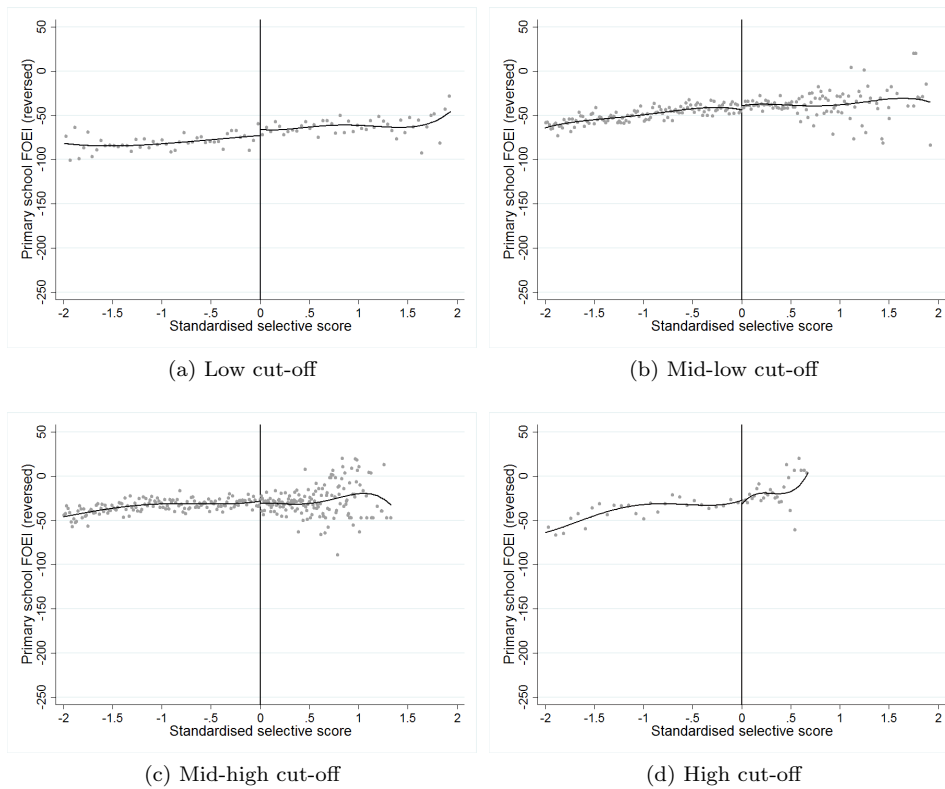 Primary school FOEI (reversed)
50
0
-50
-100
-150
-200
-250
-2 -1.5 -1 -.5 0 .5 1 1.5 2
Standardised selective score
(a) Low cut-off
Primary school FOEI (reversed)
50
0
-50
-100
-150
-200
-250
-2 -1.5 -1 -.5 0 .5 1 1.5 2
Standardised selective score
(b) Mid-low cut-off
Primary school FOEI (reversed)
50
0
-50
-100
-150
-200
-250
-2 -1.5 -1 -.5 0 .5 1 1.5 2
Standardised selective score
(c) Mid-high cut-off
Primary school FOEI (reversed)
50
0
-50
-100
-150
-200
-250
-2 -1.5 -1 -.5 0 .5 1 1.5 2
Standardised selective score
(d) High cut-off